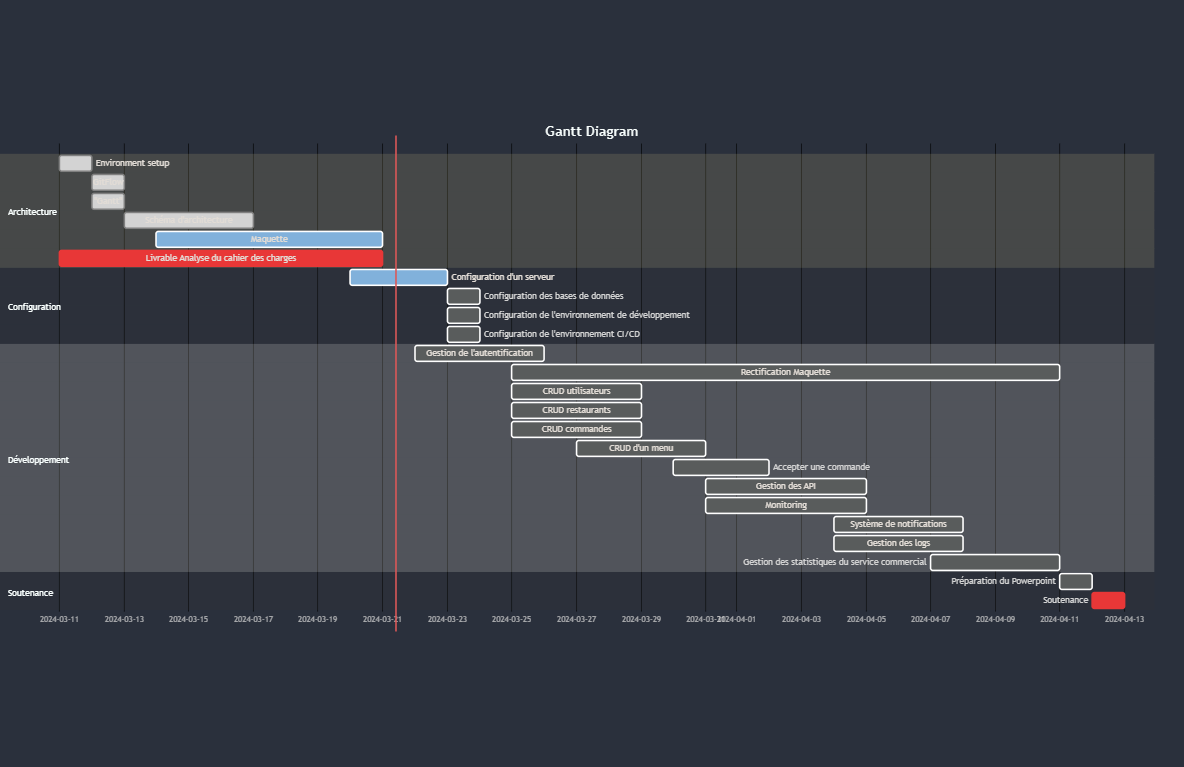 Gantt Diagram
Environment setup
Architecture
Schéma d'architecture
Maquette
Livrable Analyse du cahier des charges
Configuration
Configuration d'un serveur
Configuration des bases de données
Configuration de l'environnement de développement
Configuration de l'environnement CI/CD
Développement
Gestion de l'autentification
Rectification Maquette
CRUD utilisateurs
CRUD restaurants
CRUD commandes
CRUD d'un menu
Accepter une commande
Gestion des API
Monitoring
Système de notifications
Gestion des logs
Gestion des statistiques du service commercial
Soutenance
Préparation du Powerpoint
Soutenance
2024-03-11 2024-03-13 2024-03-15 2024-03-17 2024-03-19 2024-03-21 2024-03-23 2024-03-25 2024-03-27 2024-03-29 2024-03-31 2024-04-01 2024-04-03 2024-04-05 2024-04-07 2024-04-09 2024-04-11 2024-04-13